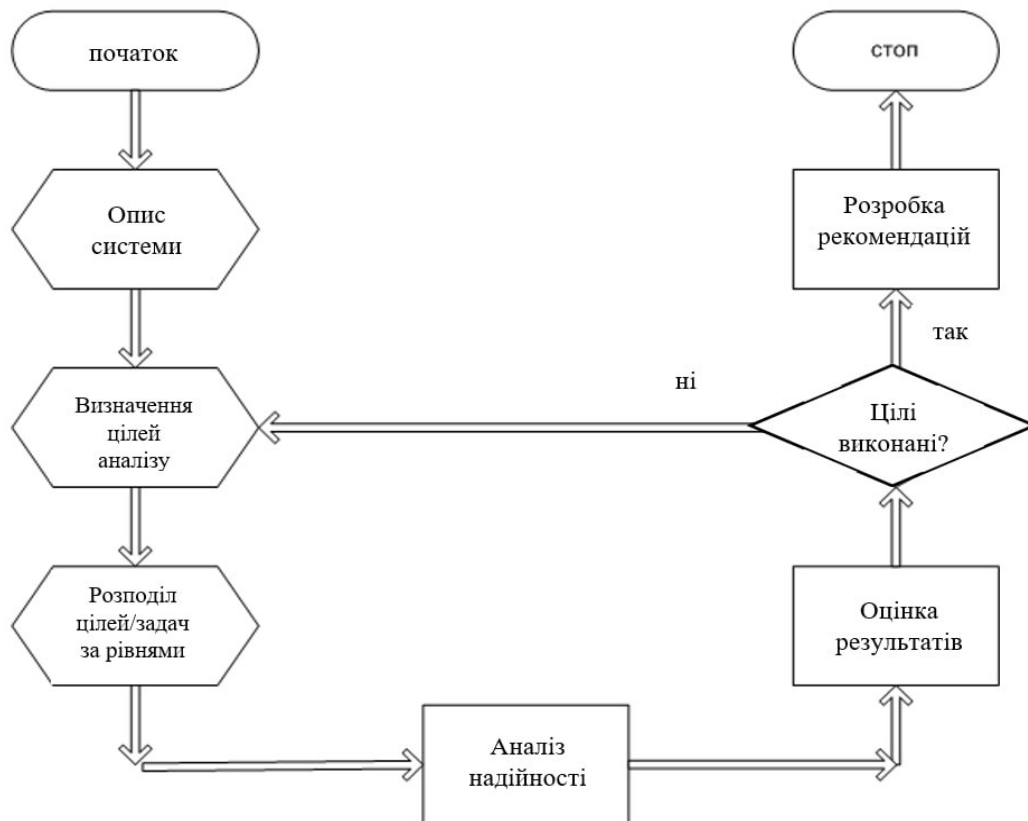 початок
Опис
системи
Визначення
цілей
аналізу
Розподіл
цілей/задач
за рівнями
Аналіз
надійності
Оцінка
результатів
Цілі
виконані?
ні
так
Розробка
рекомендацій
стоп